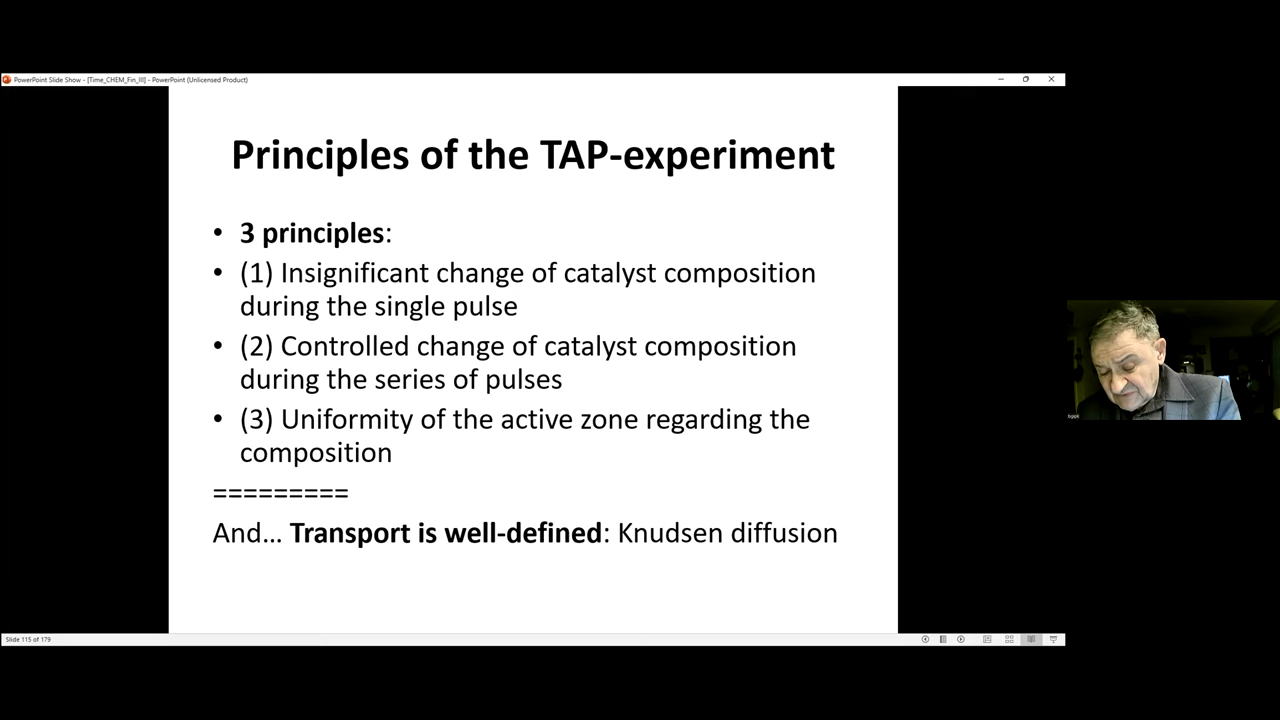 PowerPoint Slide Show - [Time_CHEM_Fin_III] - PowerPoint (Unlicensed Product)
Principles of the TAP-experiment
• 3 principles:
• (1) Insignificant change of catalyst composition
during the single pulse
• (2) Controlled change of catalyst composition
during the series of pulses
• (3) Uniformity of the active zone regarding the
composition
=========
And... Transport is well-defined: Knudsen diffusion
Slide 115 of 179